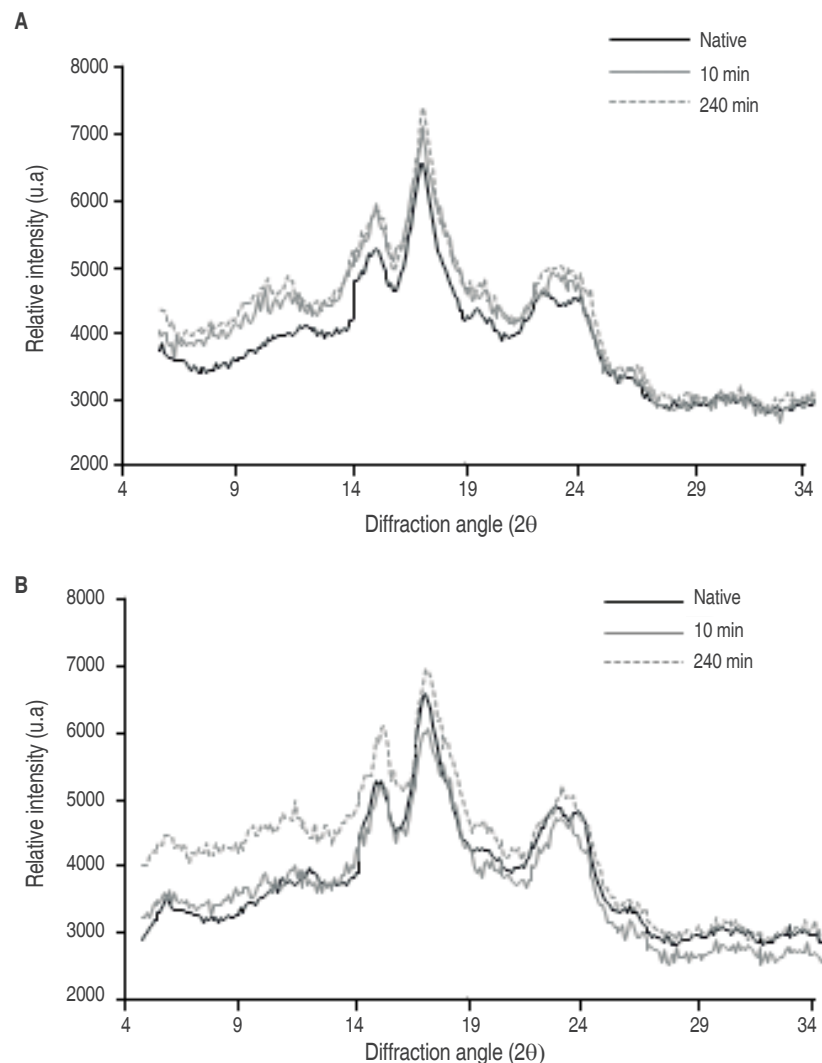 A
Native
10 min
240 min
8000
7000
6000
5000
4000
3000
2000
Relative intensity (u.a)
4 9 14 19 24 29 34
Diffraction angle (2θ
B
Native
10 min
240 min
8000
7000
6000
5000
4000
3000
2000
Relative intensity (u.a)
4 9 14 19 24 29 34
Diffraction angle (2θ)